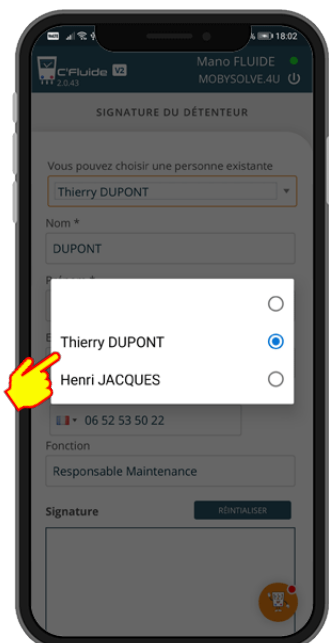 18:02
C'Fluide V2
2.0.43
Mano FLUIDE
MOBYSOLVE.4U
SIGNATURE DU DÉTENTEUR
Vous pouvez choisir une personne existante
Thierry DUPONT
Nom *
DUPONT
Thierry DUPONT
Henri JACQUES
06 52 53 50 22
Fonction
Responsable Maintenance
Signature
RÉINTIALISER